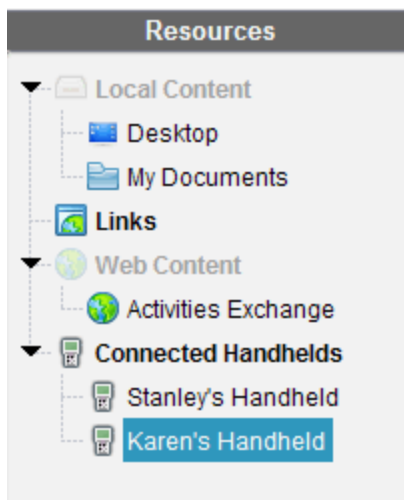 Resources
Local Content
Desktop
My Documents
Links
Web Content
Activities Exchange
Connected Handhelds
Stanley's Handheld
Karen's Handheld